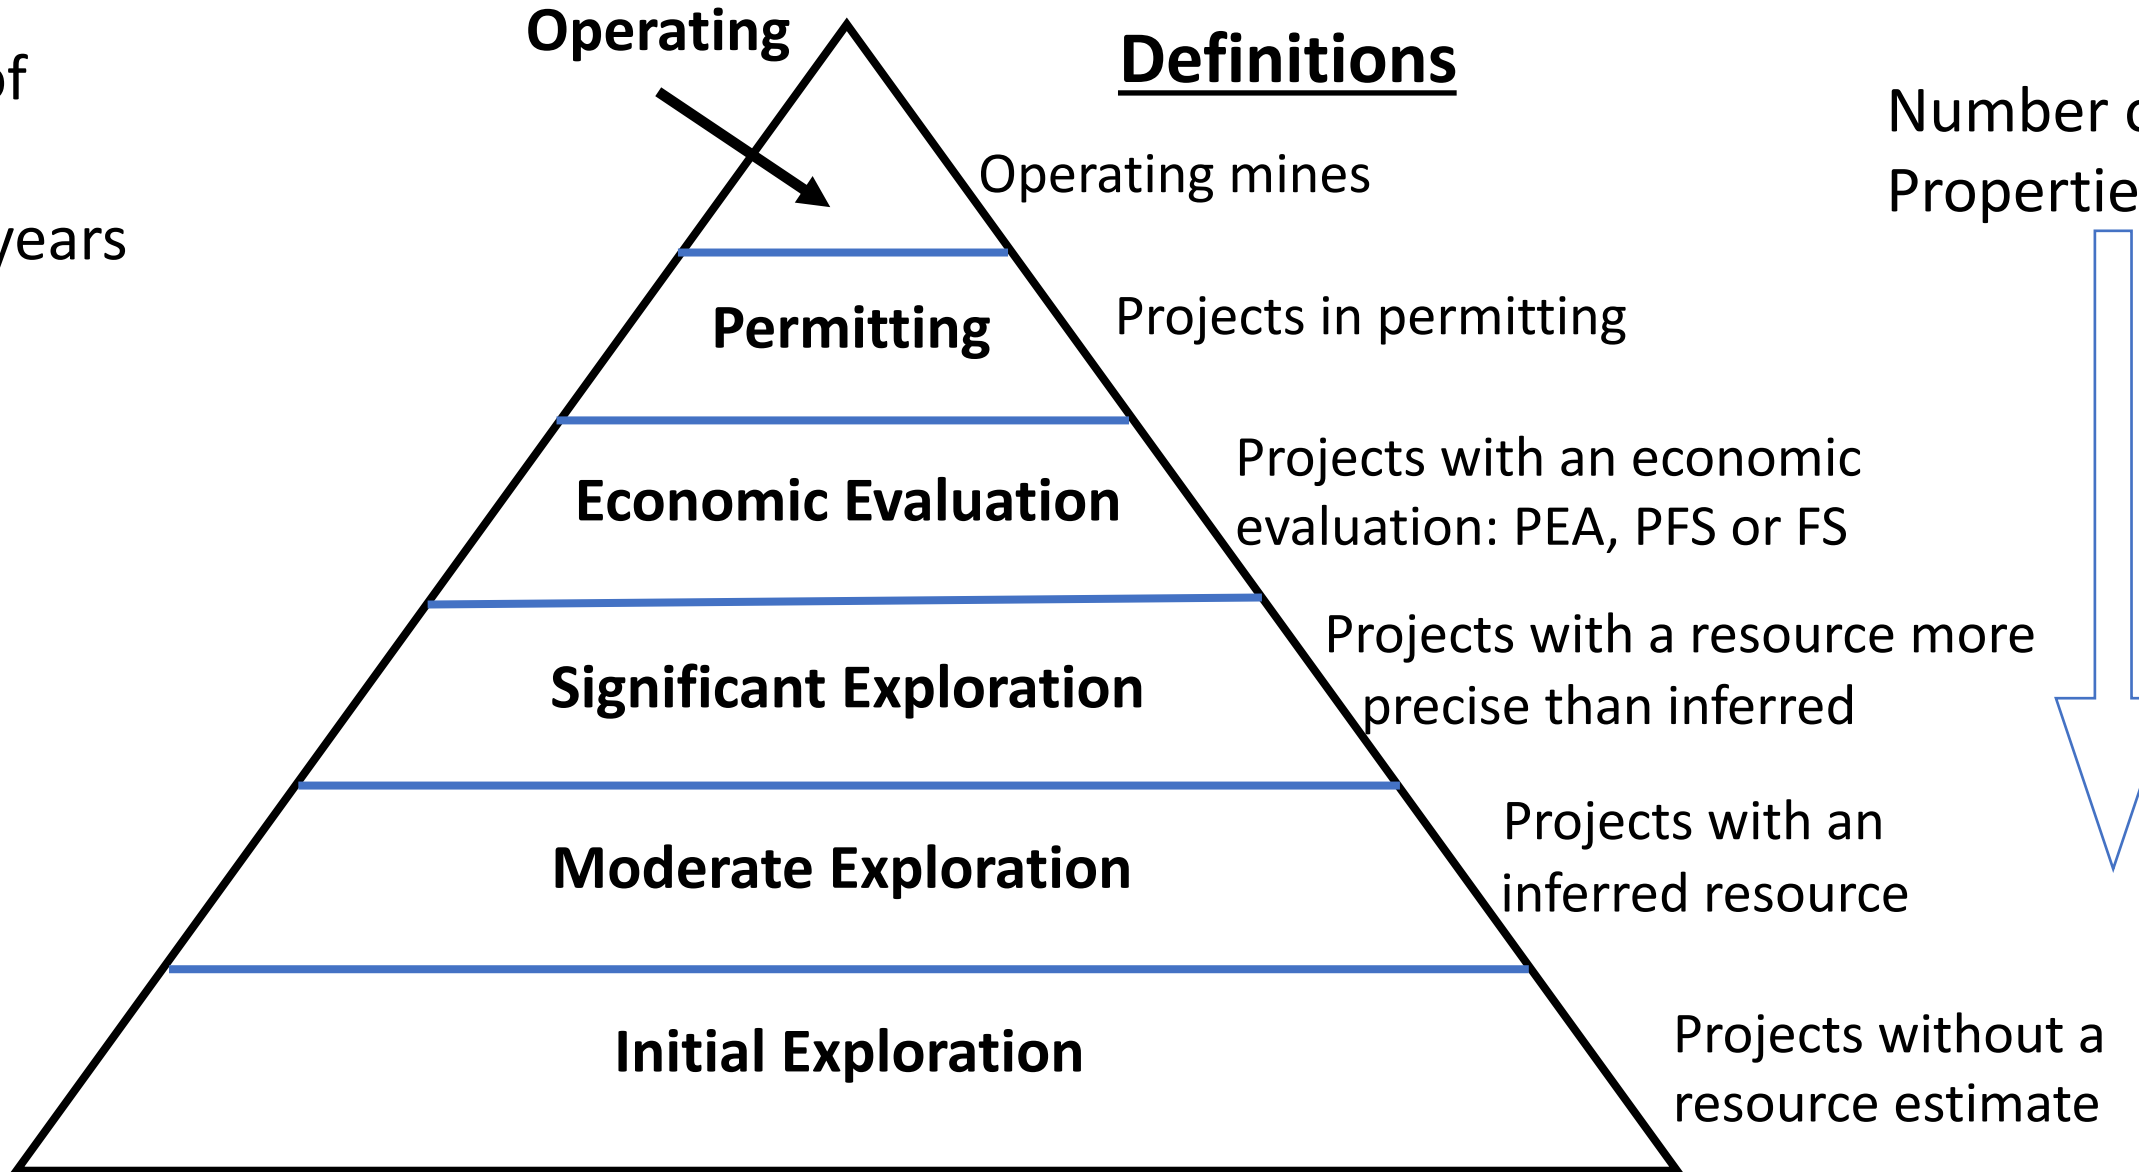 Operating
Definitions
of
years
Number
Operating mines
Permitting
Projects in permitting
Economic Evaluation
Projects with an economic
evaluation: PEA, PFS or FS
Significant Exploration
Projects with a resource more
precise than inferred
Moderate Exploration
Projects with an
inferred resource
Initial Exploration
Projects without a
resource estimate